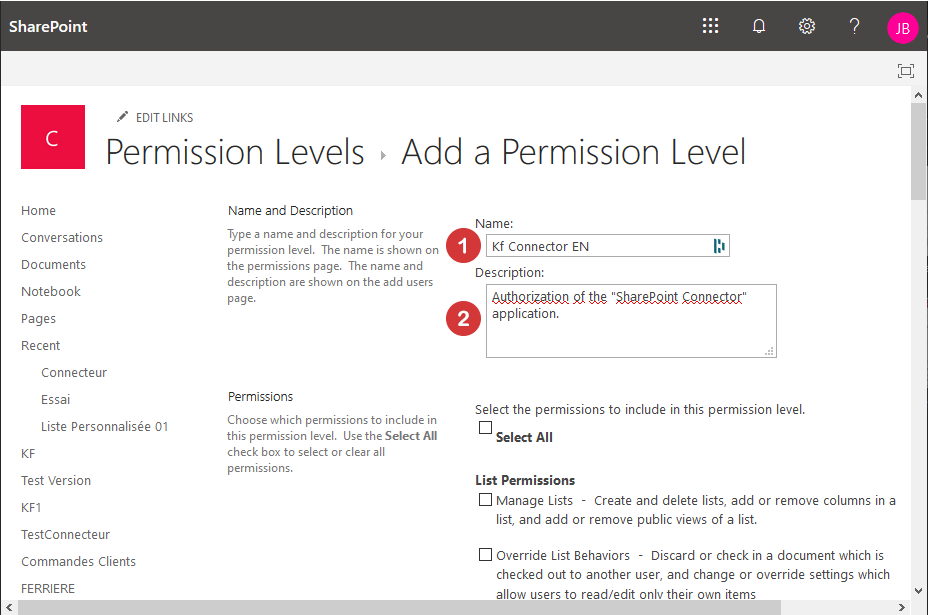 SharePoint
?
JB
C
EDIT LINKS
Permission Levels ▸ Add a Permission Level
Home
Conversations
Documents
Notebook
Pages
Recent
Connecteur
Essai
Liste Personnalisée 01
KF
Test Version
KF1
TestConnecteur
Commandes Clients
FERRIERE
Name and Description
Type a name and description for your
permission level. The name is shown on
the permissions page. The name and
description are shown on the add users
page.
Name:
1
Kf Connector EN
Description:
2
Authorization of the "SharePoint Connector"
application.
Permissions
Choose which permissions to include in
this permission level. Use the Select All
check box to select or clear all
permissions.
Select the permissions to include in this permission level.
Select All
List Permissions
Manage Lists - Create and delete lists, add or remove columns in a
list, and add or remove public views of a list.
Override List Behaviors - Discard or check in a document which is
checked out to another user, and change or override settings which
allow users to read/edit only their own items